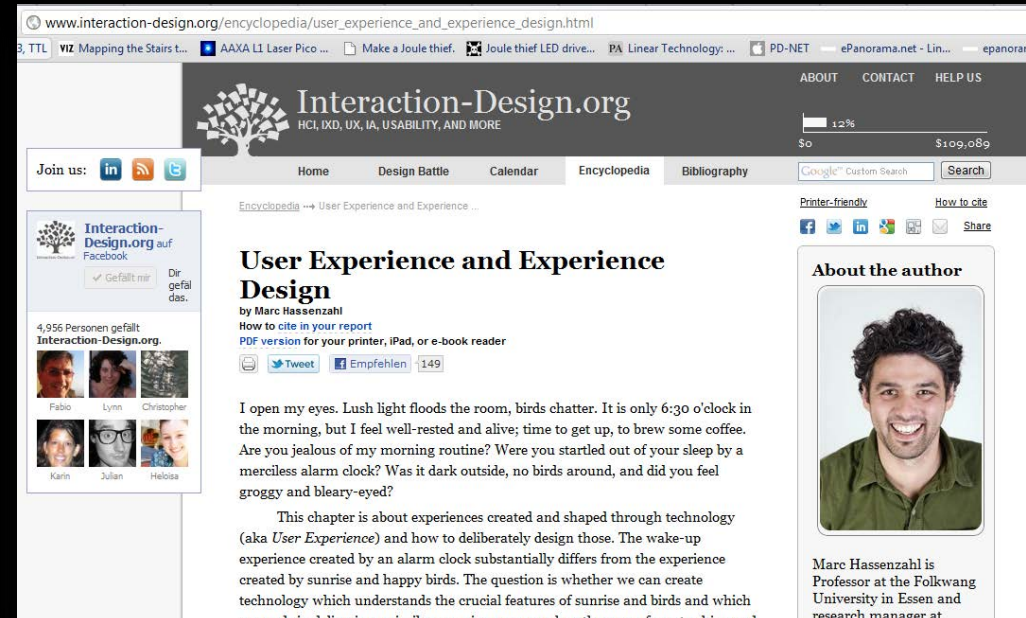 www.interaction-design.org/encyclopedia/user_experience_and_experience_design.html
3, TTL VIZ Mapping the Stairs t... AAXA L1 Laser Pico ... Make a Joule thief. Joule thief LED drive... PA Linear Technology: ... PD-NET ePanorama.net - Lin... epanoran
ABOUT CONTACT HELP US
Interaction-Design.org
HCI, IXD, UX, IA, USABILITY, AND MORE
12%
$0 $109,089
Join us:
Home Design Battle Calendar Encyclopedia Bibliography
Google™ Custom Search Search
Encyclopedia --> User Experience and Experience ...
Printer-friendly How to cite
Share
Interaction-
Design.org auf
Facebook
Gefällt mir
Dir
gefäl
das.
4,956 Personen gefällt
Interaction-Design.org.
Fabio Lynn Christopher
Karin Julian Heloisa
User Experience and Experience
Design
by Marc Hassenzahl
How to cite in your report
PDF version for your printer, iPad, or e-book reader
Tweet Empfehlen 149
I open my eyes. Lush light floods the room, birds chatter. It is only 6:30 o'clock in
the morning, but I feel well-rested and alive; time to get up, to brew some coffee.
Are you jealous of my morning routine? Were you startled out of your sleep by a
merciless alarm clock? Was it dark outside, no birds around, and did you feel
groggy and bleary-eyed?
This chapter is about experiences created and shaped through technology
(aka User Experience) and how to deliberately design those. The wake-up
experience created by an alarm clock substantially differs from the experience
created by sunrise and happy birds. The question is whether we can create
technology which understands the crucial features of sunrise and birds and which
About the author
Marc Hassenzahl is
Professor at the Folkwang
University in Essen and
research manager at